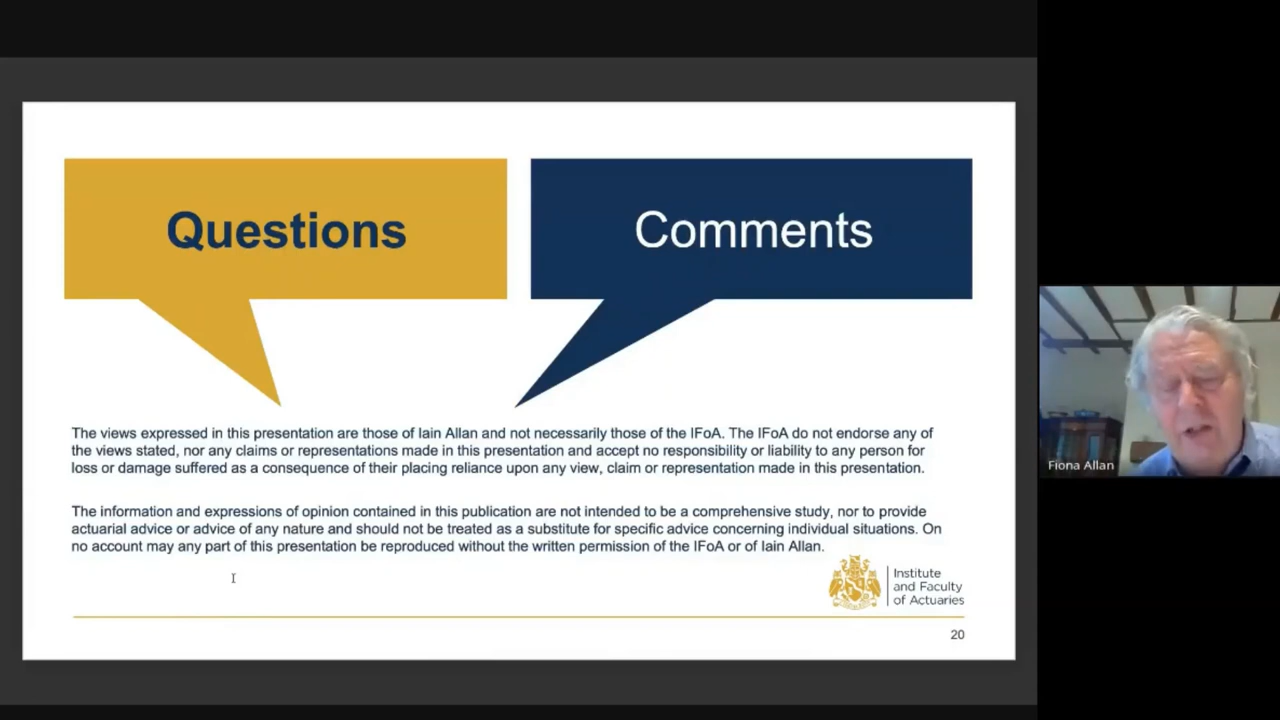 Questions
Comments
The views expressed in this presentation are those of Iain Allan and not necessarily those of the IFoA. The IFoA do not endorse any of
the views stated, nor any claims or representations made in this presentation and accept no responsibility or liability to any person for
loss or damage suffered as a consequence of their placing reliance upon any view, claim or representation made in this presentation.
The information and expressions of opinion contained in this publication are not intended to be a comprehensive study, nor to provide
actuarial advice or advice of any nature and should not be treated as a substitute for specific advice concerning individual situations. On
no account may any part of this presentation be reproduced without the written permission of the IFoA or of Iain Allan.
Institute
and Faculty
of Actuaries
20
Fiona Allan